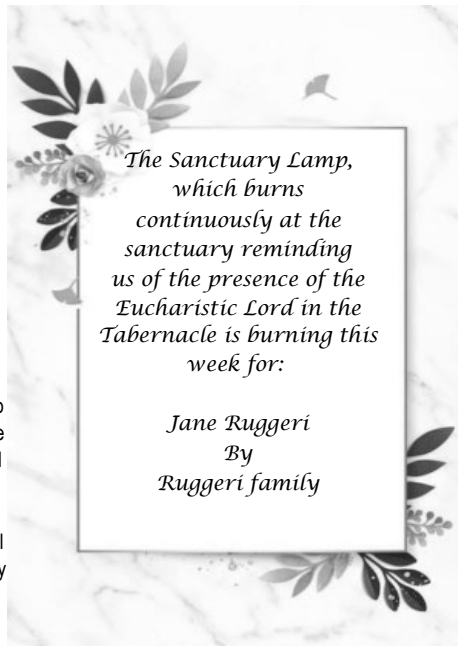 The Sanctuary Lamp,
which burns
continuously at the
sanctuary reminding
us of the presence of the
Eucharistic Lord in the
Tabernacle is burning this
week for:
Jane Ruggeri
By
Ruggeri family